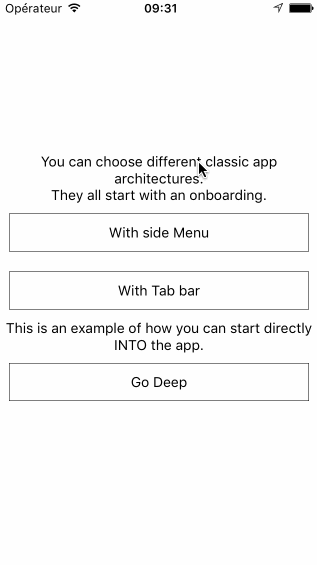 Opérateur 09:31
You can choose different classic app
architectures.
They all start with an onboarding.
With side Menu
With Tab bar
This is an example of how you can start directly
INTO the app.
Go Deep